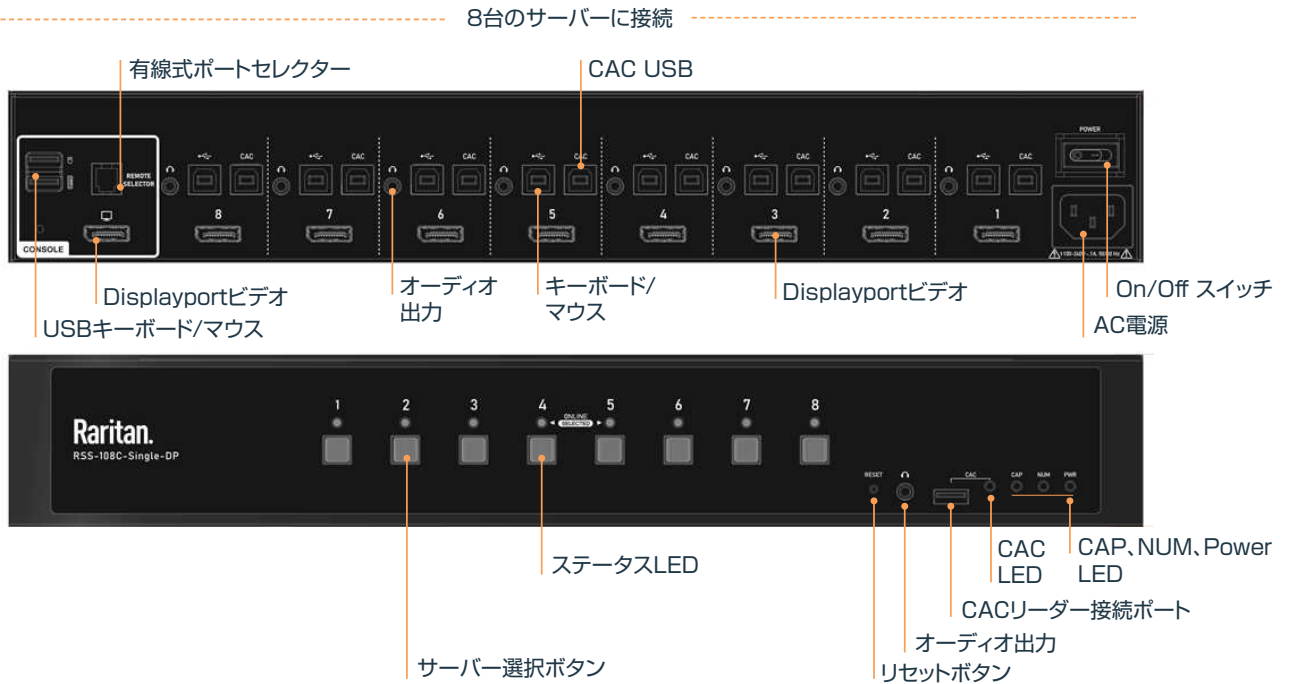 8台のサーバーに接続
有線式ポートセレクター
CAC USB
POWER
REMOTE
SELECTOR
CAC CAC CAC CAC CAC CAC CAC CAC
8 7 6 5 4 3 2 1
CONSOLE
Displayportビデオ
USBキーボード/マウス
オーディオ
出力
キーボード/
マウス
Displayportビデオ
On/Off スイッチ
AC電源
1 2 3 4 5 6 7 8
ONLINE
SELECTED
Raritan.
RSS-108C-Single-DP
RESET CAC CAP NUM PWR
ステータスLED
CAC
LED
CAP、NUM、Power
LED
CACリーダー接続ポート
オーディオ出力
サーバー選択ボタン
リセットボタン